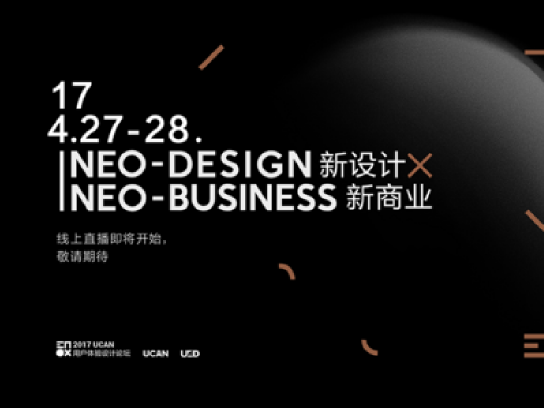 17
4.27-28.
NEO-DESIGN 新设计
NEO-BUSINESS 新商业
线上直播即将开始,
敬请期待
2017 UCAN
用户体验设计论坛
UCAN
UED